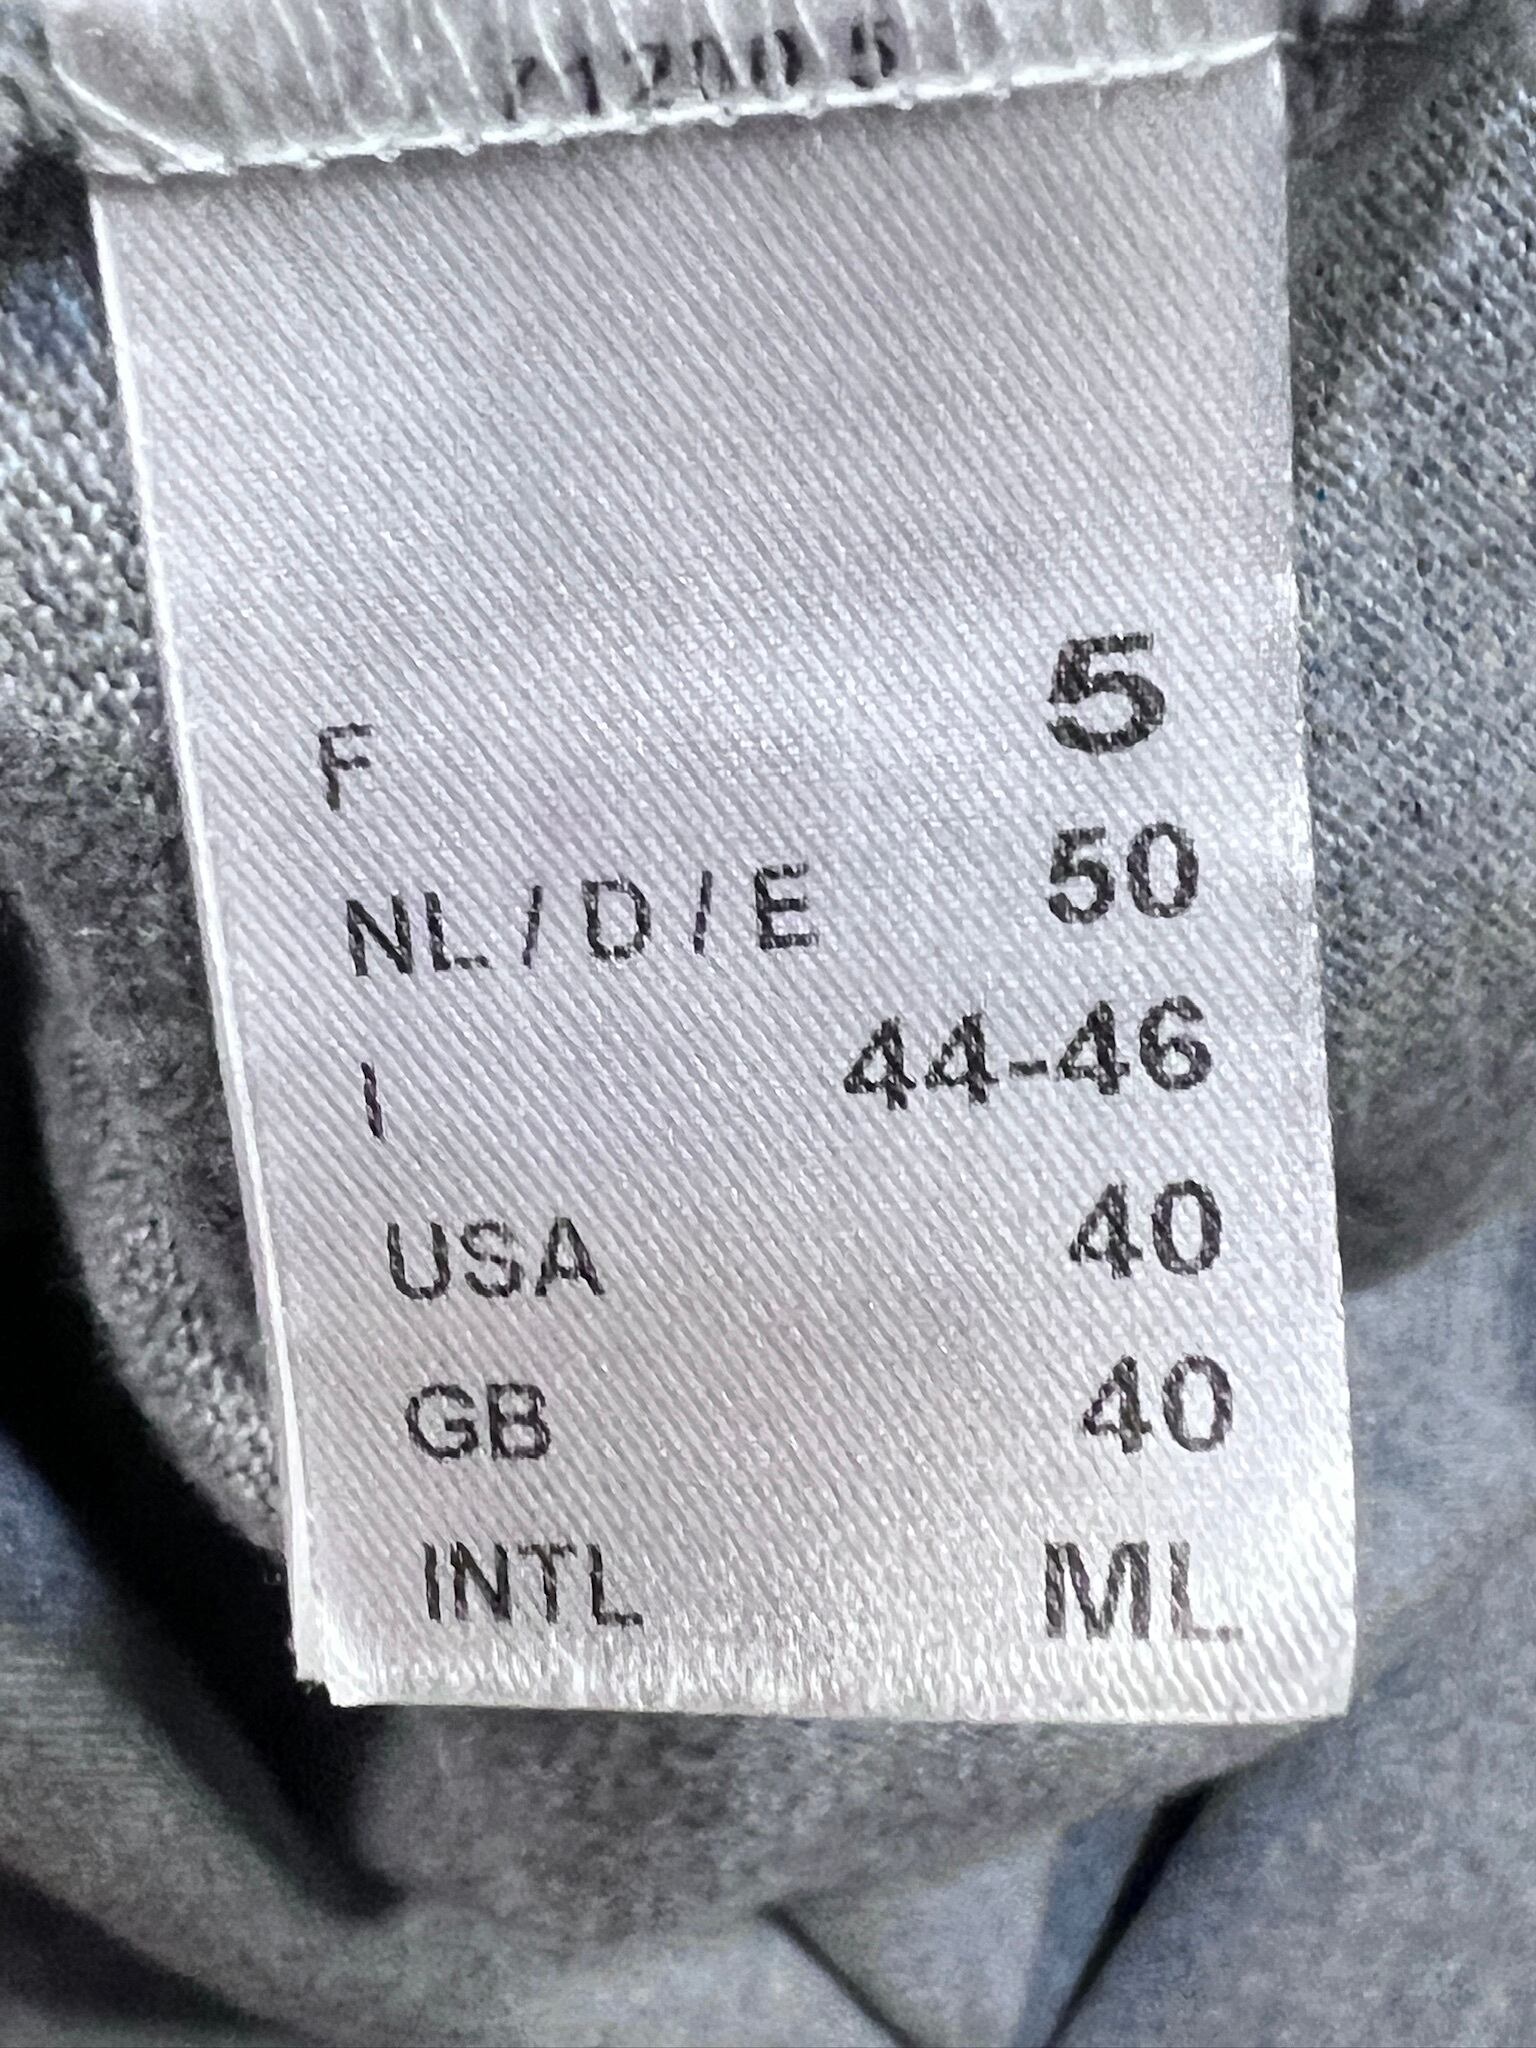 F 5
NL / D / E 50
I 44-46
USA 40
GB 40
INTL ML